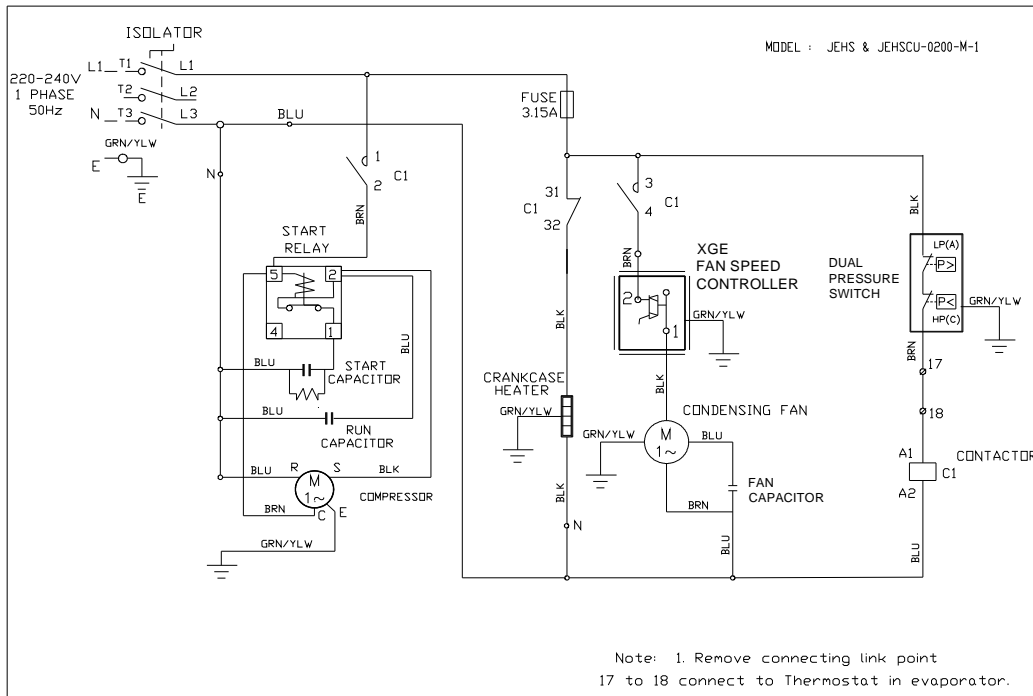 ISOLATOR
MODEL : JEHS & JEHSCU-0200-M-1
220-240V
1 PHASE
50Hz
L1 T1 L1
T2 L2
N T3 L3
BLU
GRN/YLW
E
E
N
FUSE
3.15A
1
2
C1
BRN
31
32
C1
3
4
C1
BRN
BLK
START
RELAY
5
2
4
1
BLU
XGE
FAN SPEED
CONTROLLER
2
1
GRN/YLW
DUAL
PRESSURE
SWITCH
LP(A)
P>
P<
HP(C)
GRN/YLW
BRN
17
18
BLU
START
CAPACITOR
BLK
CRANKCASE
HEATER
GRN/YLW
BLK
BLU
RUN
CAPACITOR
CONDENSING FAN
GRN/YLW
M
1~
BLU
FAN
CAPACITOR
BRN
BLU
A1
C1
A2
CONTACTOR
BLU
BLU
R
S
BLK
M
1~
COMPRESSOR
BRN
C
E
GRN/YLW
BLK
N
Note: 1. Remove connecting link point
17 to 18 connect to Thermostat in evaporator.